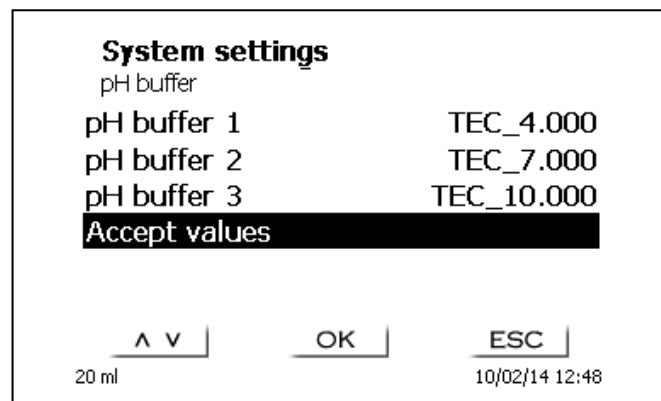 System settings
pH buffer
pH buffer 1 TEC_4.000
pH buffer 2 TEC_7.000
pH buffer 3 TEC_10.000
Accept values
∧ ∨ OK ESC
20 ml 10/02/14 12:48